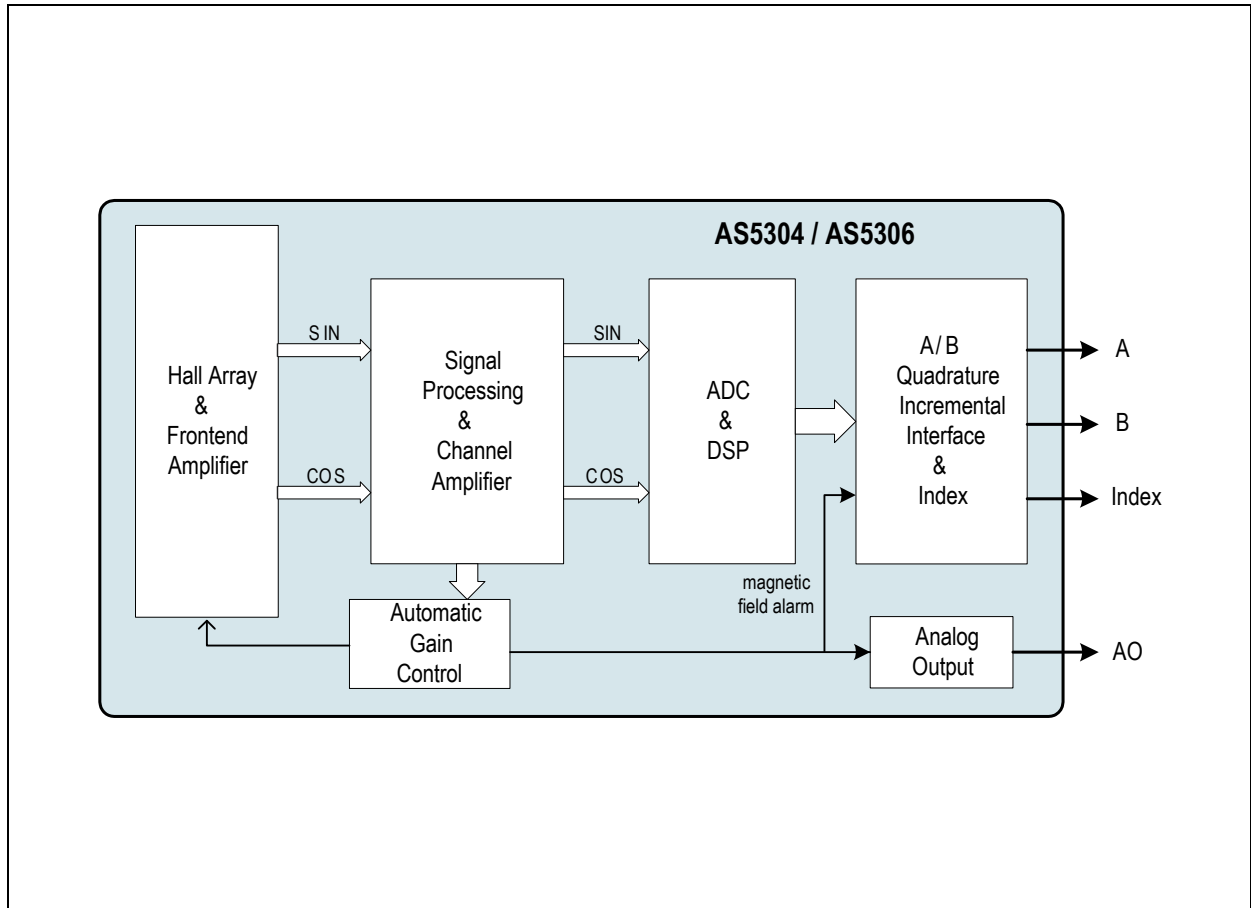 AS5304 / AS5306
Hall Array
&
Frontend
Amplifier
SIN
COS
Signal
Processing
&
Channel
Amplifier
SIN
COS
ADC
&
DSP
A/B
Quadrature
Incremental
Interface
&
Index
A
B
Index
magnetic
field alarm
Automatic
Gain
Control
Analog
Output
AO